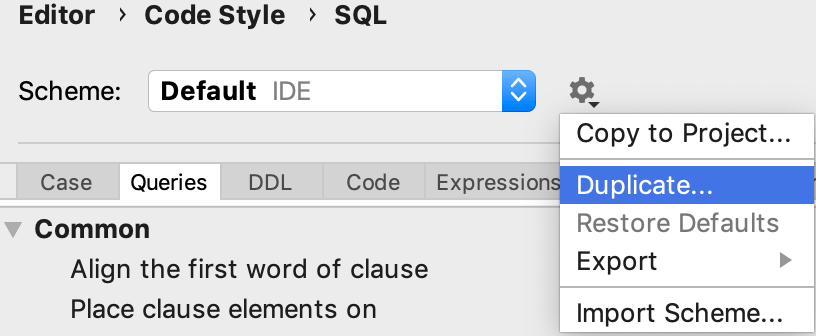 Editor › Code Style › SQL
Scheme: Default IDE
Copy to Project...
Case Queries DDL Code Expressions
Duplicate...
Common
Restore Defaults
Align the first word of clause
Export
Place clause elements on
Import Scheme...